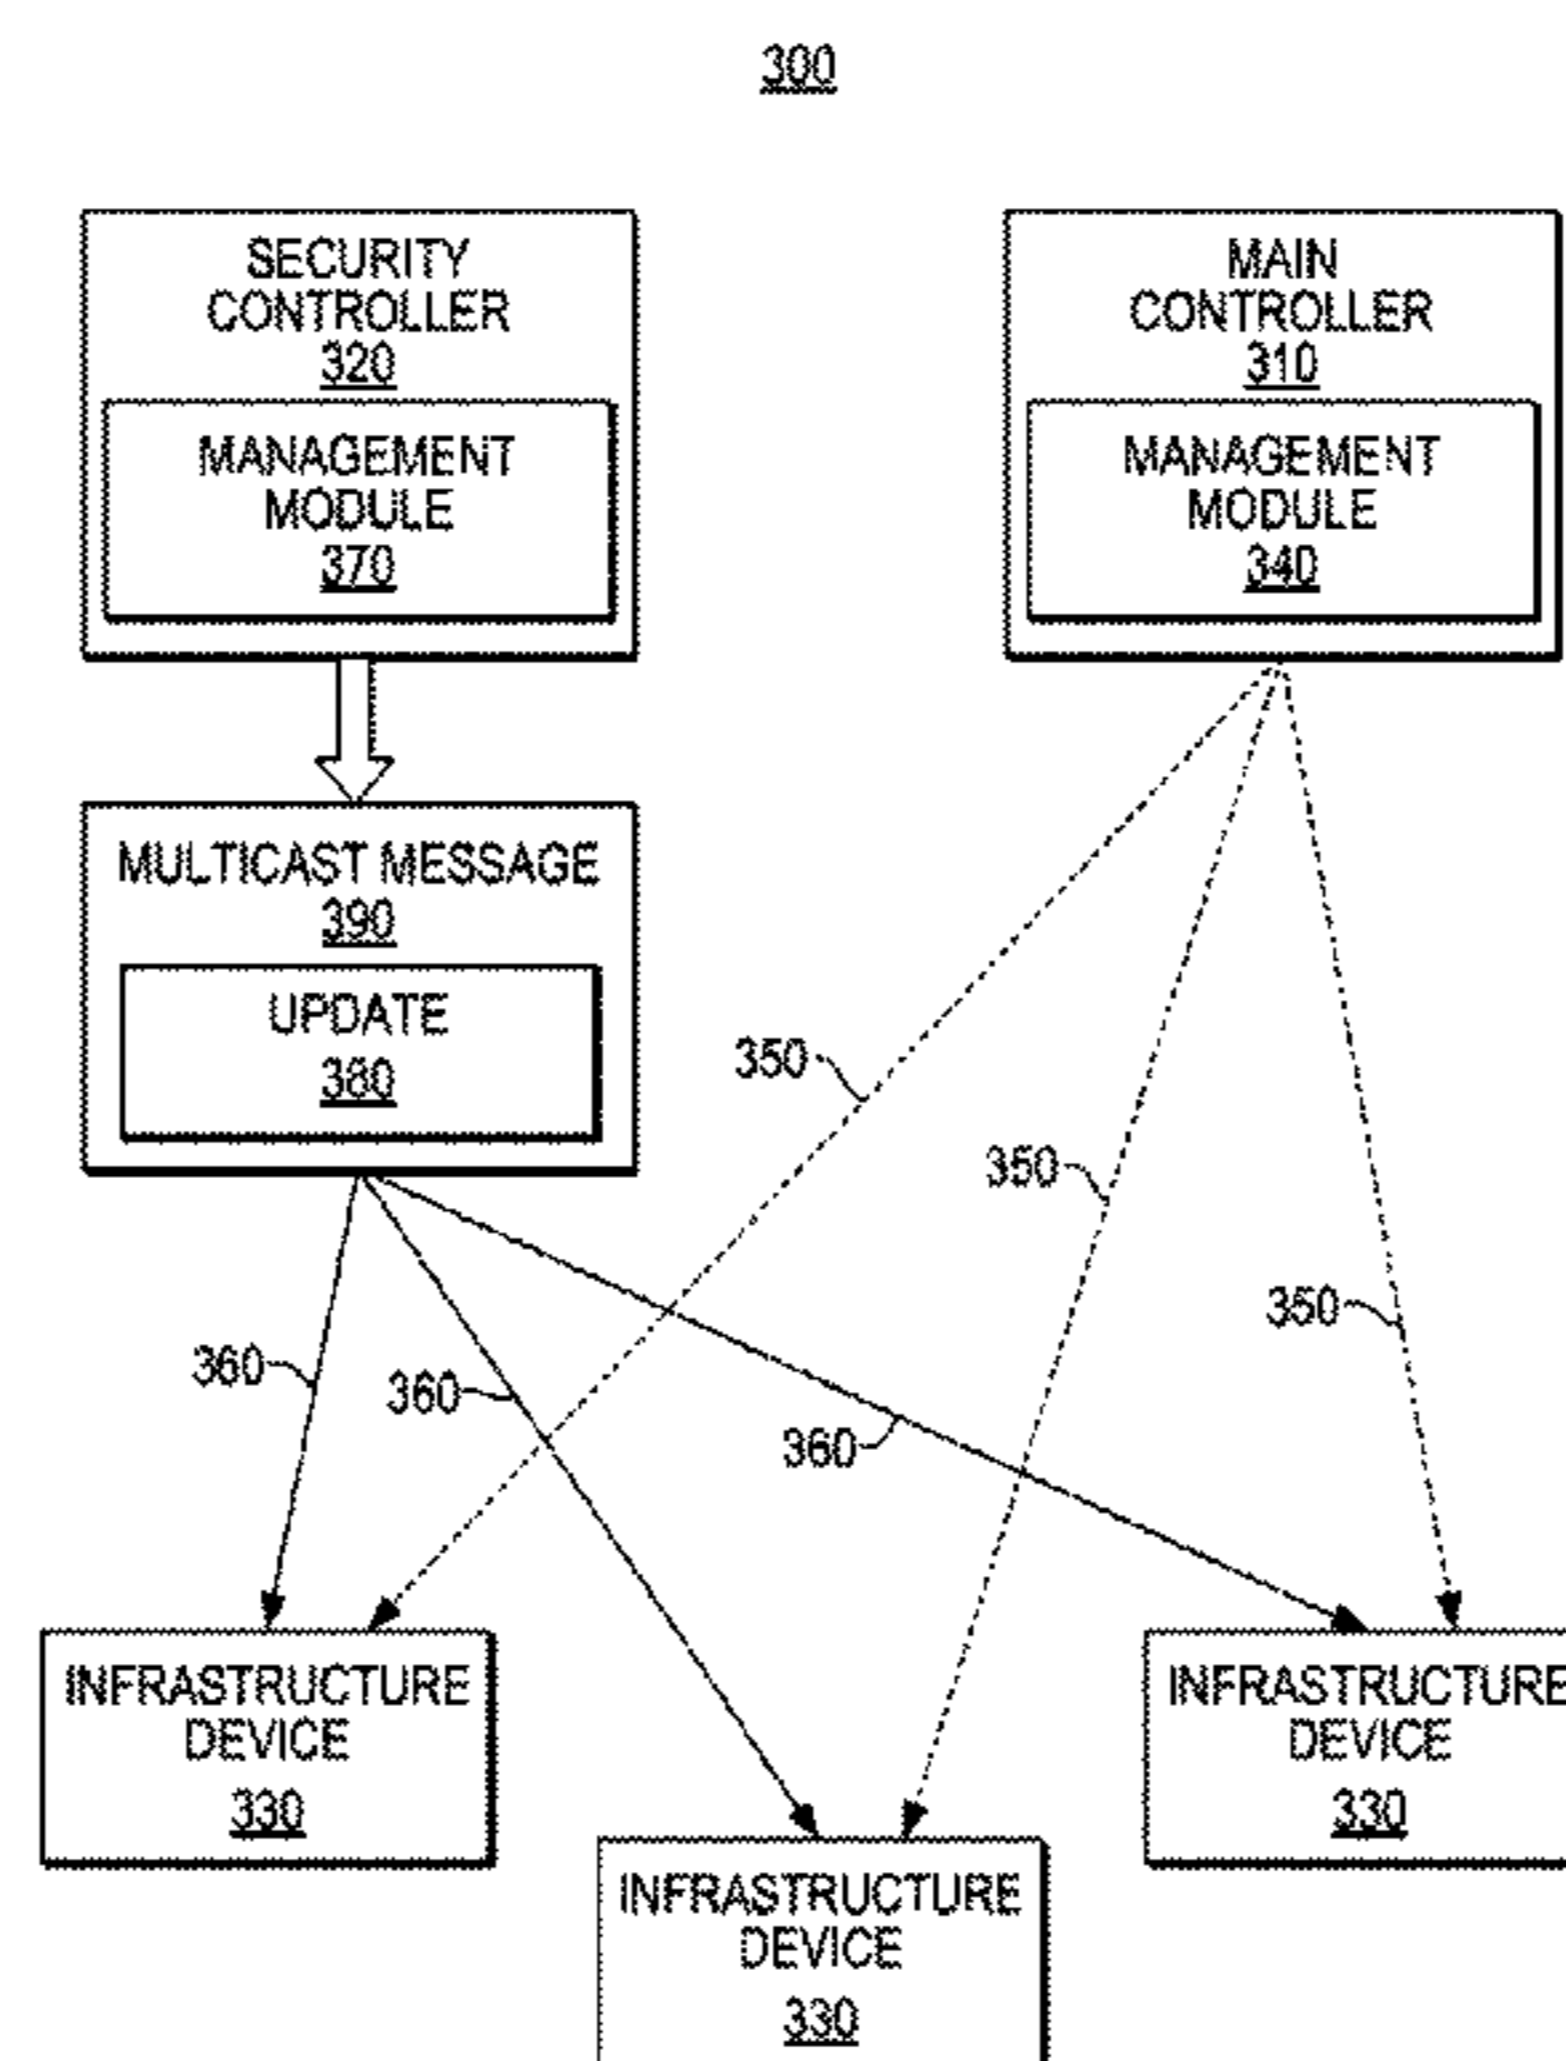 300
SECURITY
CONTROLLER
320
MANAGEMENT
MODULE
370
MAIN
CONTROLLER
310
MANAGEMENT
MODULE
340
MULTICAST MESSAGE
390
UPDATE
380
350
350
350
360
360
360
INFRASTRUCTURE
DEVICE
330
INFRASTRUCTURE
DEVICE
330
INFRASTRUCTURE
DEVICE
330